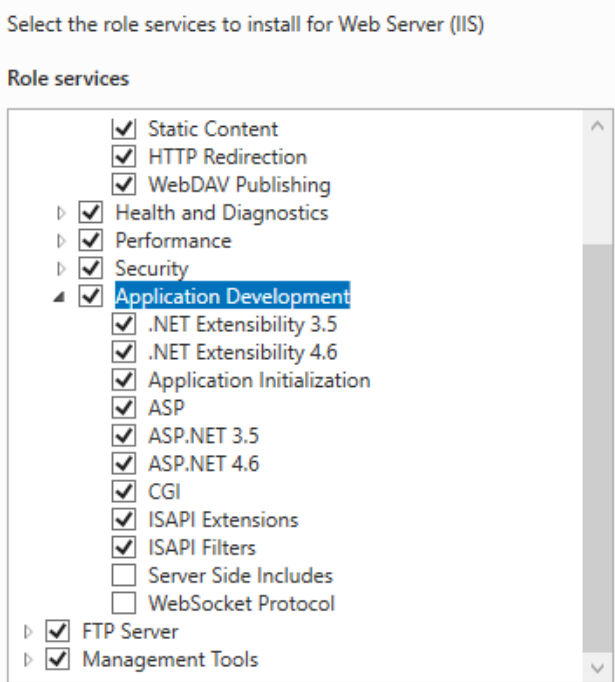 Select the role services to install for Web Server (IIS)
Role services
Static Content
HTTP Redirection
WebDAV Publishing
Health and Diagnostics
Performance
Security
Application Development
.NET Extensibility 3.5
.NET Extensibility 4.6
Application Initialization
ASP
ASP.NET 3.5
ASP.NET 4.6
CGI
ISAPI Extensions
ISAPI Filters
Server Side Includes
WebSocket Protocol
FTP Server
Management Tools